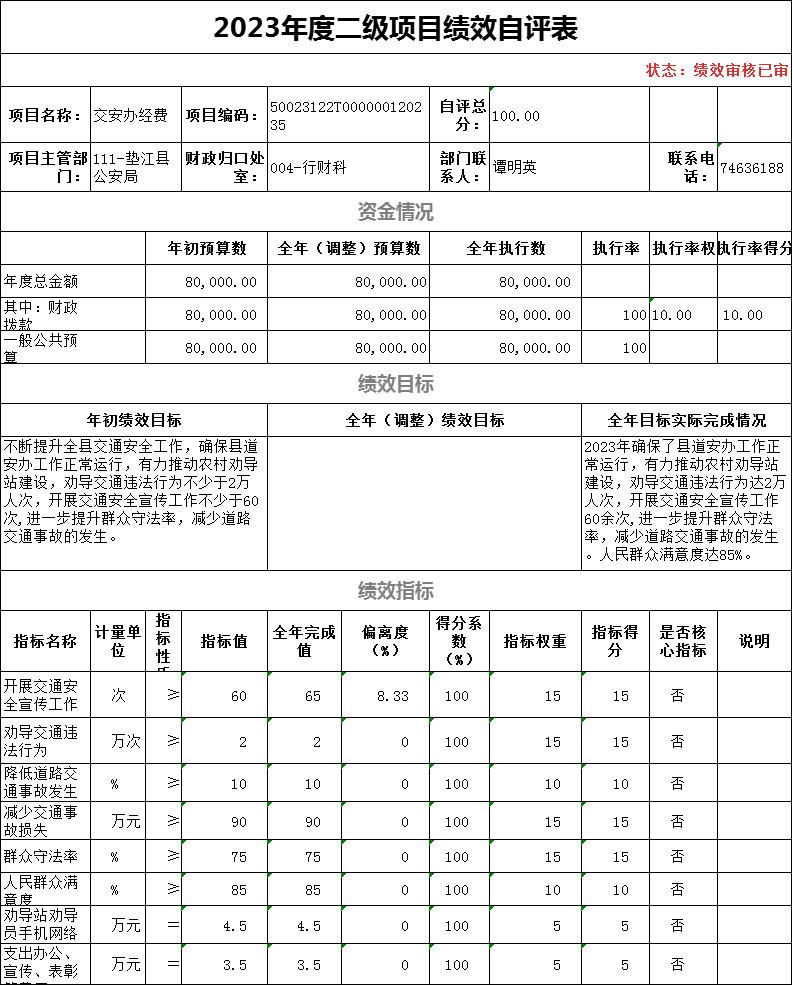 2023年度二级项目绩效自评表
状态：绩效审核已审
项目名称： 交安办经费 项目编码： 50023122T000000120235 自评总分： 100.00
项目主管部门： 111-垫江县公安局 财政归口处室： 004-行财科 部门联系人： 谭明英 联系电话： 74636188
资金情况
年初预算数 全年（调整）预算数 全年执行数 执行率 执行率权 执行率得分
年度总金额 80,000.00 80,000.00 80,000.00
其中：财政拨款 80,000.00 80,000.00 80,000.00 100 10.00 10.00
一般公共预算 80,000.00 80,000.00 80,000.00 100
绩效目标
年初绩效目标 全年（调整）绩效目标 全年目标实际完成情况
不断提升全县交通安全工作，确保县道
安办工作正常运行，有力推动农村劝导
站建设，劝导交通违法行为不少于2万
人次，开展交通安全宣传工作不少于60
次,进一步提升群众守法率，减少道路
交通事故的发生。
2023年确保了县道安办工作正
常运行，有力推动农村劝导站
建设，劝导交通违法行为达2万
人次，开展交通安全宣传工作
60余次,进一步提升群众守法
率，减少道路交通事故的发生
。人民群众满意度达85%。
绩效指标
指标名称 计量单位 指标性质 指标值 全年完成值 偏离度（%） 得分系数（%） 指标权重 指标得分 是否核心指标 说明
开展交通安全宣传工作 次 ≥ 60 65 8.33 100 15 15 否
劝导交通违法行为 万次 ≥ 2 2 0 100 15 15 否
降低道路交通事故发生 % ≥ 10 10 0 100 10 10 否
减少交通事故损失 万元 ≥ 90 90 0 100 15 15 否
群众守法率 % ≥ 75 75 0 100 15 15 否
人民群众满意度 % ≥ 85 85 0 100 10 10 否
劝导站劝导员手机网络 万元 ＝ 4.5 4.5 0 100 5 5 否
支出办公、宣传、表彰 万元 ＝ 3.5 3.5 0 100 5 5 否